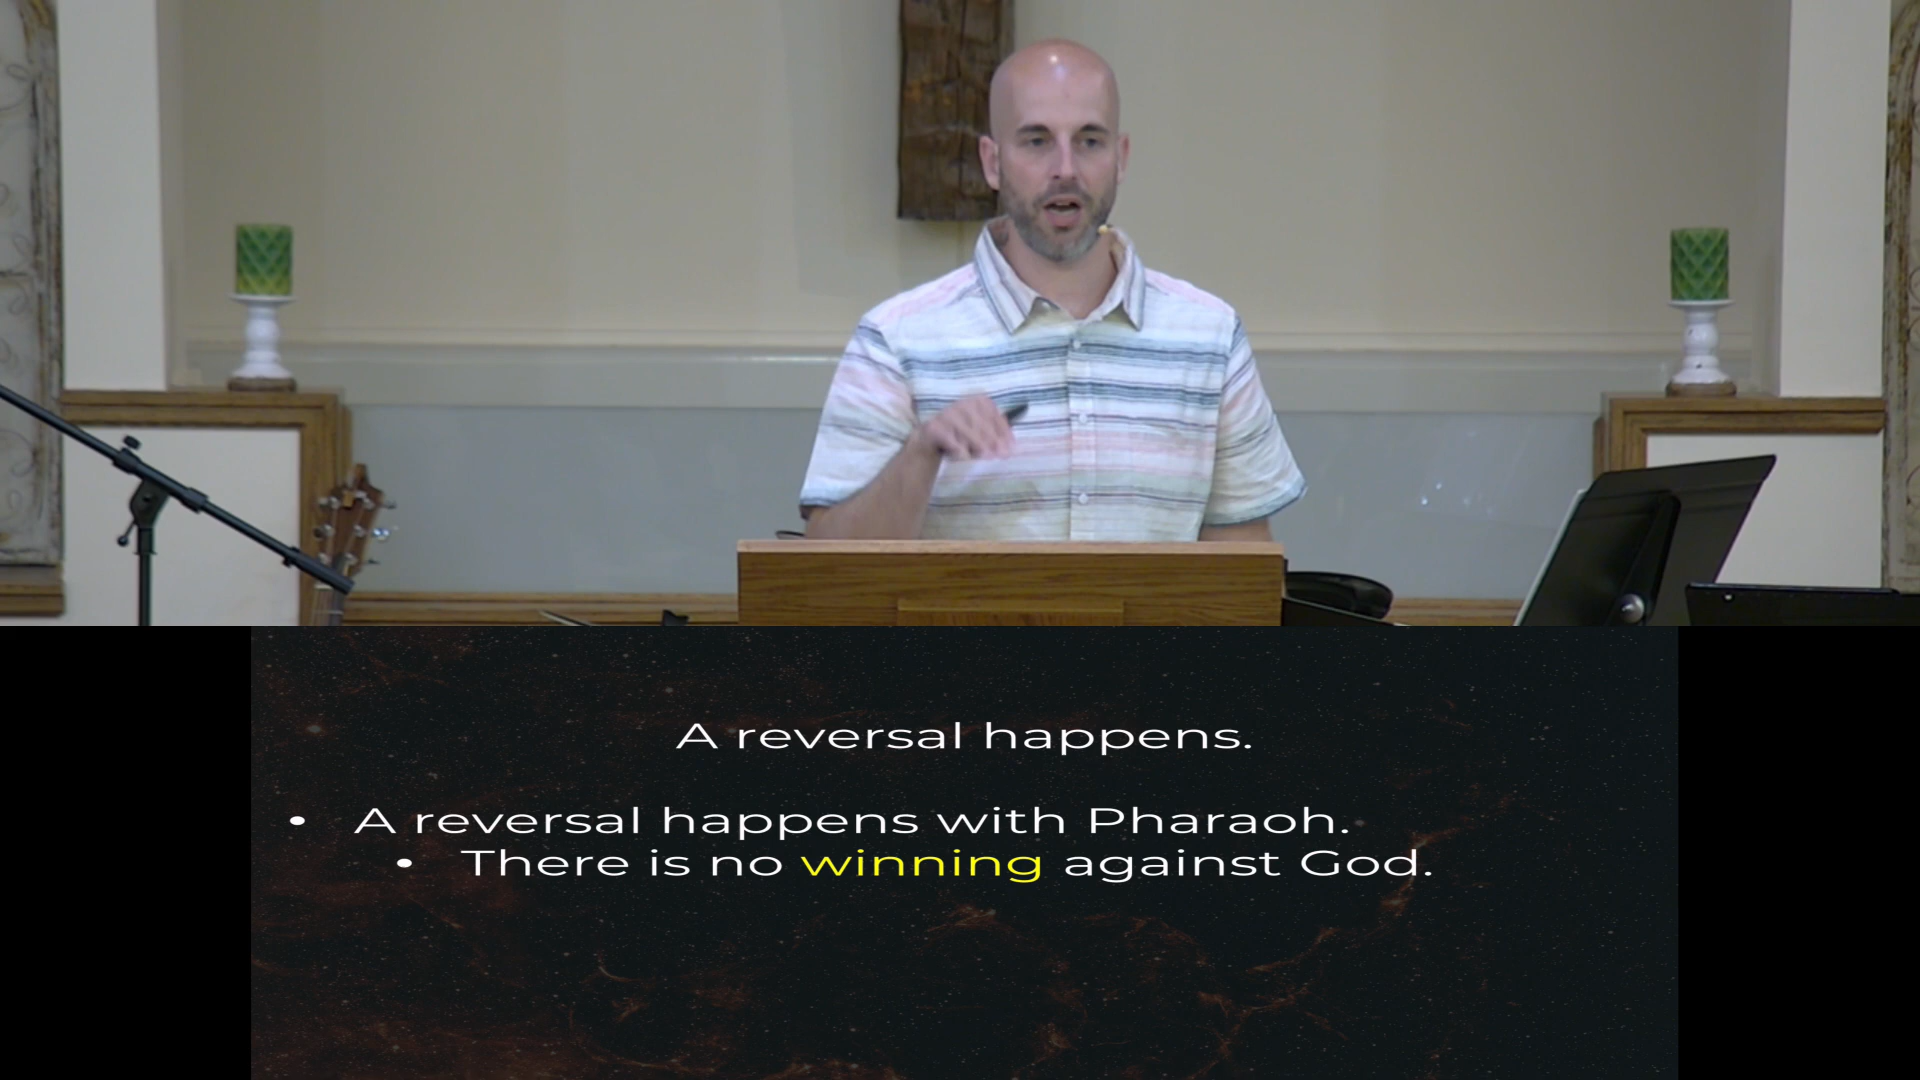 A reversal happens.
• A reversal happens with Pharaoh.
• There is no winning against God.